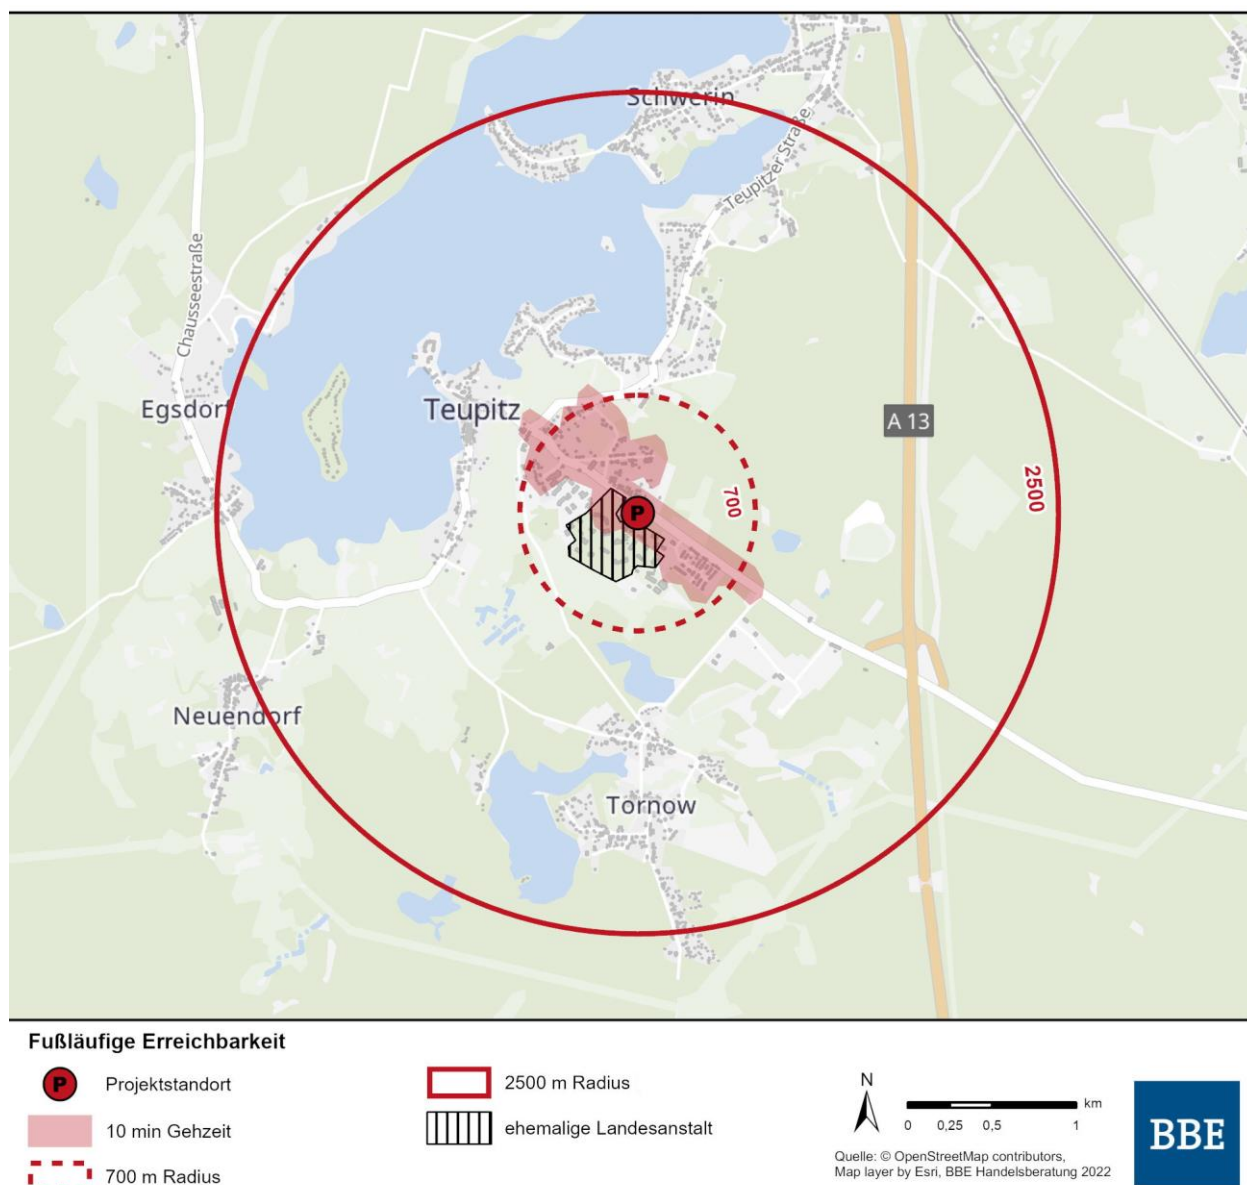 Schwerin
Teupitzer Straße
Chausseestraße
Egsdorf
Teupitz
A 13
2500
700
P
Neuendorf
Tornow
Fußläufige Erreichbarkeit
P Projektstandort
10 min Gehzeit
700 m Radius
2500 m Radius
ehemalige Landesanstalt
N
km
0 0,25 0,5 1
Quelle: © OpenStreetMap contributors,
Map layer by Esri, BBE Handelsberatung 2022
BBE